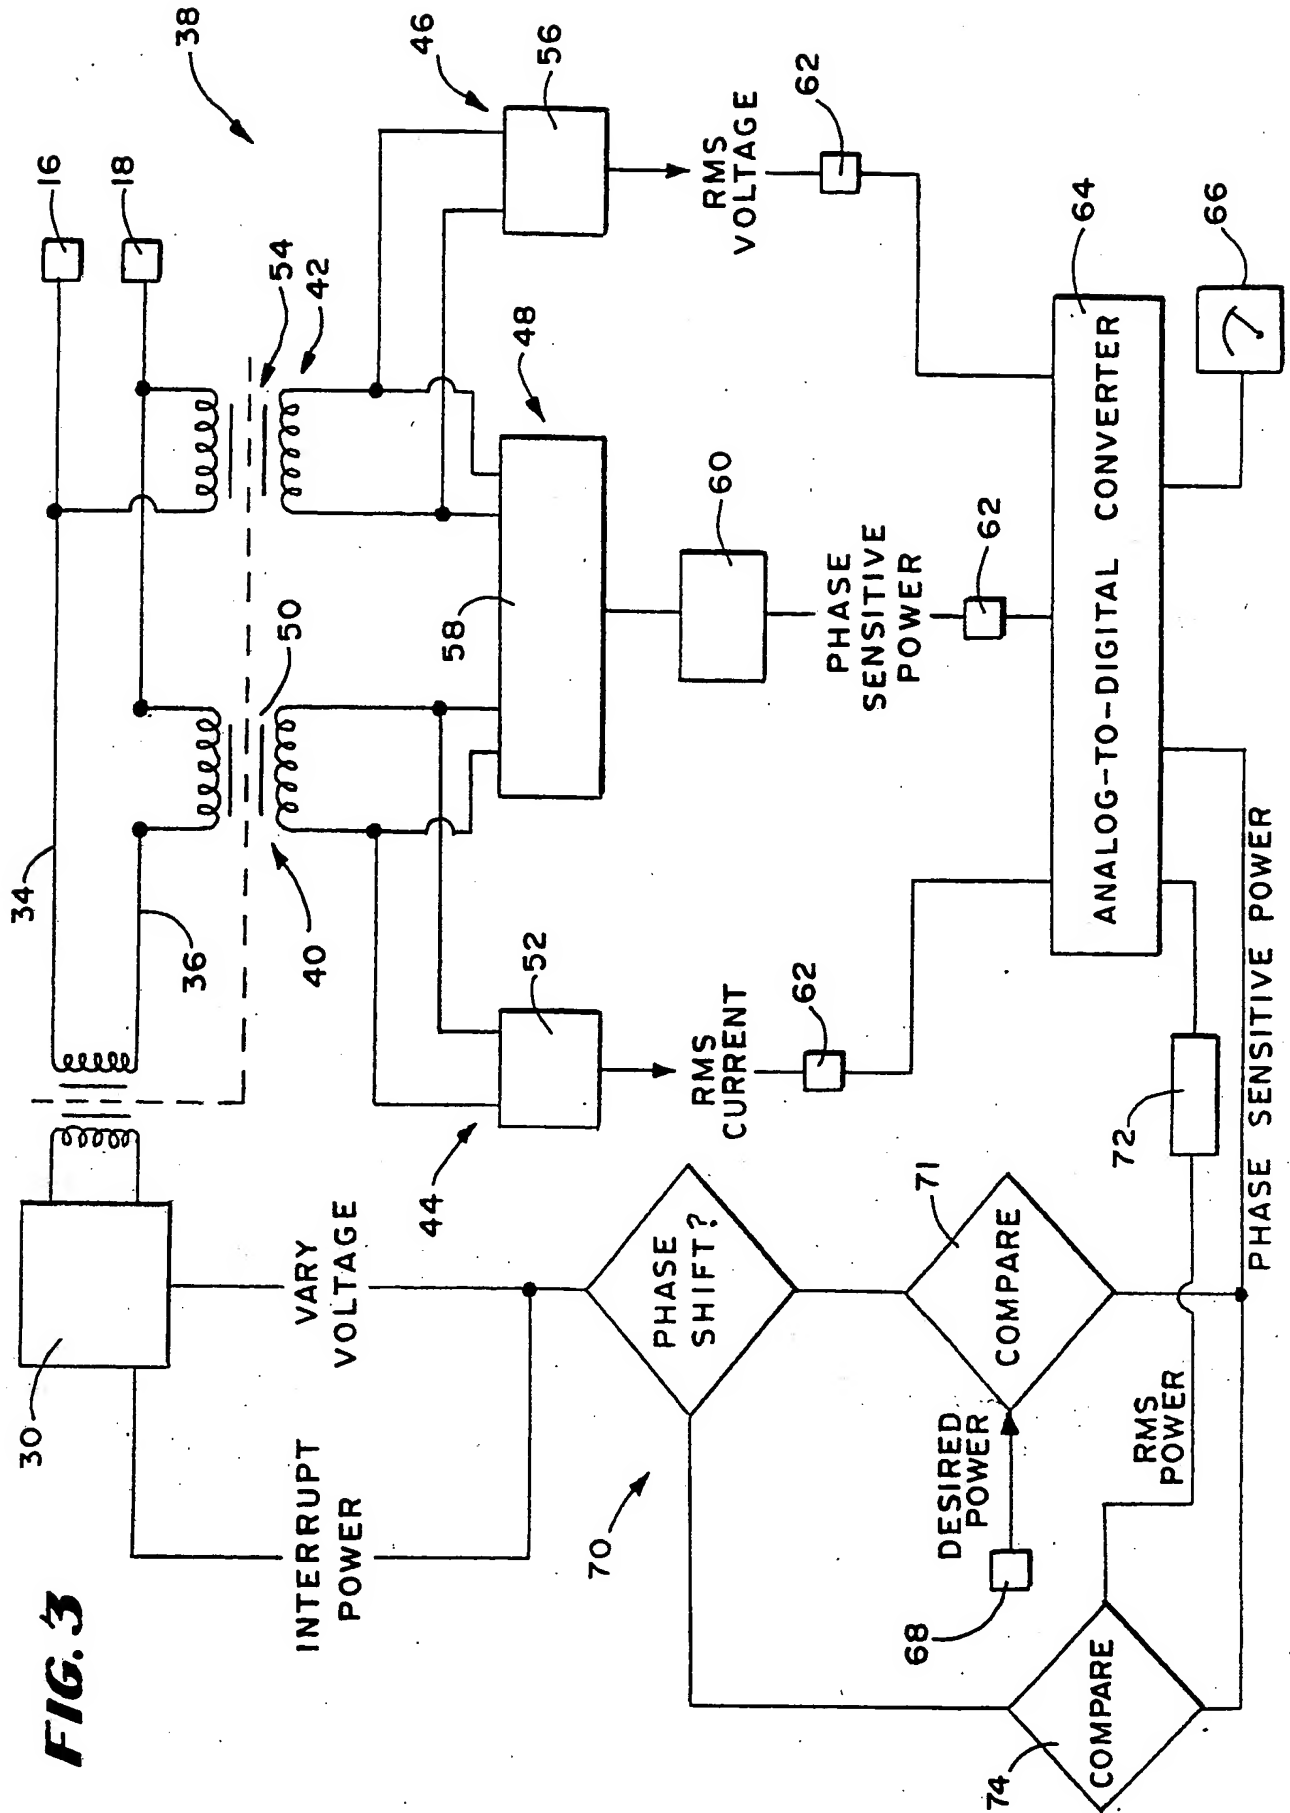 FIG. 3
30
INTERRUPT
POWER
VARY
VOLTAGE
34
36
16
18
38
40
50
54
42
44
52
46
56
48
58
60
RMS
CURRENT
62
PHASE
SENSITIVE
POWER
62
RMS
VOLTAGE
62
70
PHASE
SHIFT?
71
COMPARE
DESIRED
POWER
68
74
COMPARE
RMS
POWER
72
ANALOG-TO-DIGITAL CONVERTER
64
66
PHASE SENSITIVE POWER